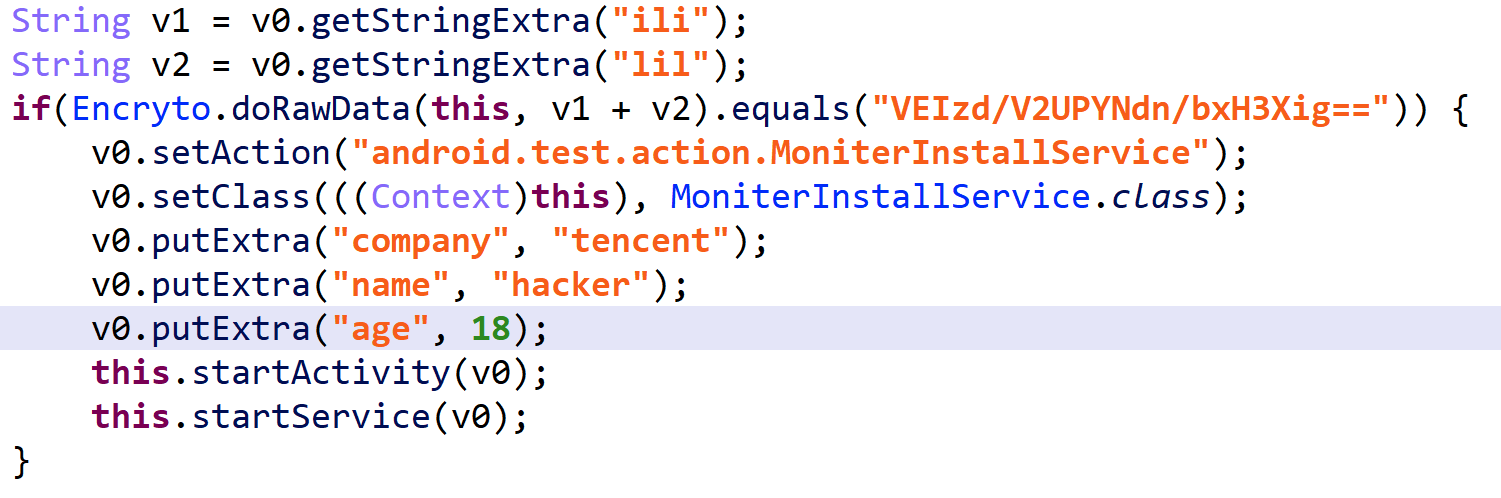 String v1 = v0.getStringExtra("ili");
String v2 = v0.getStringExtra("lil");
if(Encryto.doRawData(this, v1 + v2).equals("VEIzd/V2UPYNdn/bxH3Xig==")) {
    v0.setAction("android.test.action.MoniterInstallService");
    v0.setClass(((Context)this), MoniterInstallService.class);
    v0.putExtra("company", "tencent");
    v0.putExtra("name", "hacker");
    v0.putExtra("age", 18);
    this.startActivity(v0);
    this.startService(v0);
}